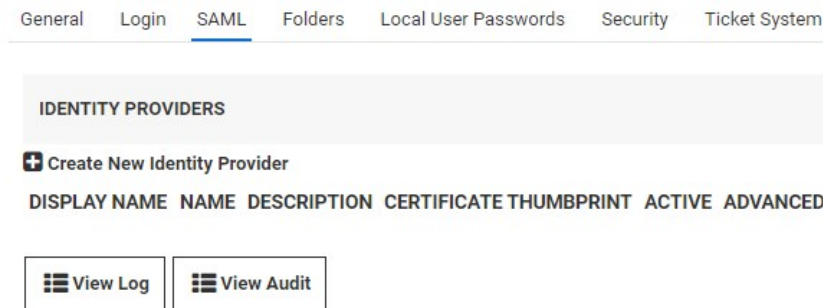 General Login SAML Folders Local User Passwords Security Ticket System
IDENTITY PROVIDERS
Create New Identity Provider
DISPLAY NAME NAME DESCRIPTION CERTIFICATE THUMBPRINT ACTIVE ADVANCED
View Log View Audit